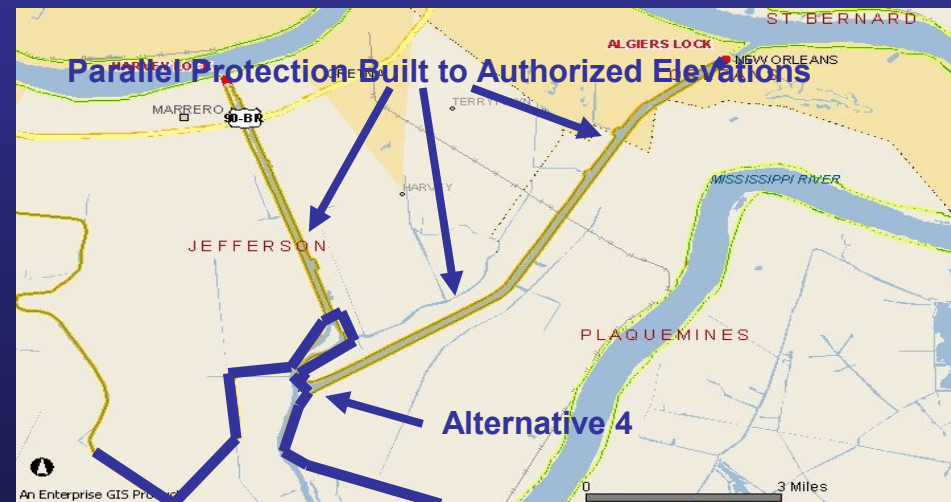 ST BERNARD
ALGIERS LOCK
NEW ORLEANS
Parallel Protection Built to Authorized Elevations
MARRERO
90-BR
HARVEY
MISSISSIPPI RIVER
JEFFERSON
PLAQUEMINES
Alternative 4
0
3 Miles
An Enterprise GIS